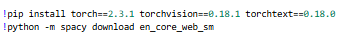 !pip install torch==2.3.1 torchvision==0.18.1 torchtext==0.18.0
!python -m spacy download en_core_web_sm